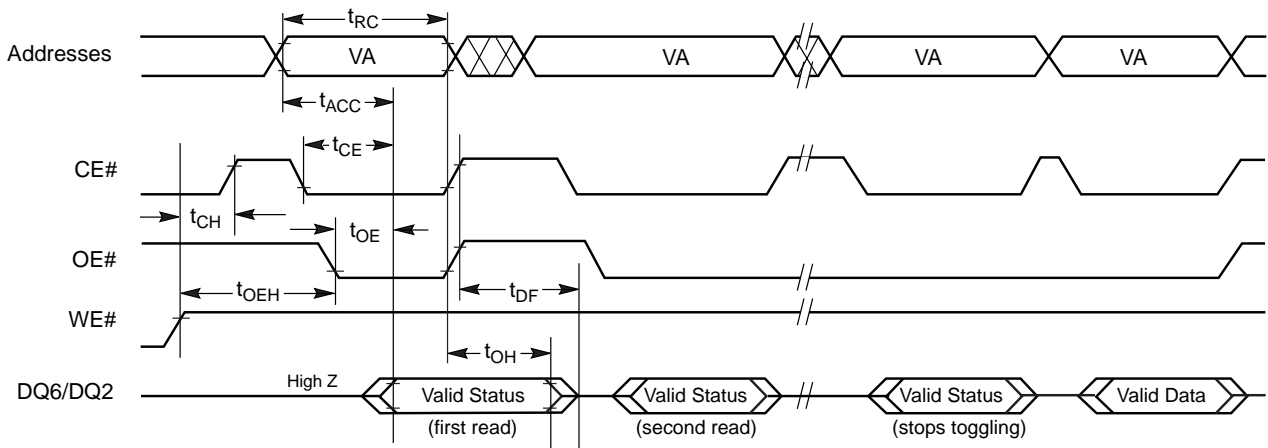 tRC
Addresses VA VA VA VA
tACC
tCE
CE#
tCH
tOE
OE#
tOEH tDF
WE#
tOH
DQ6/DQ2 High Z Valid Status Valid Status Valid Status Valid Data
(first read) (second read) (stops toggling)